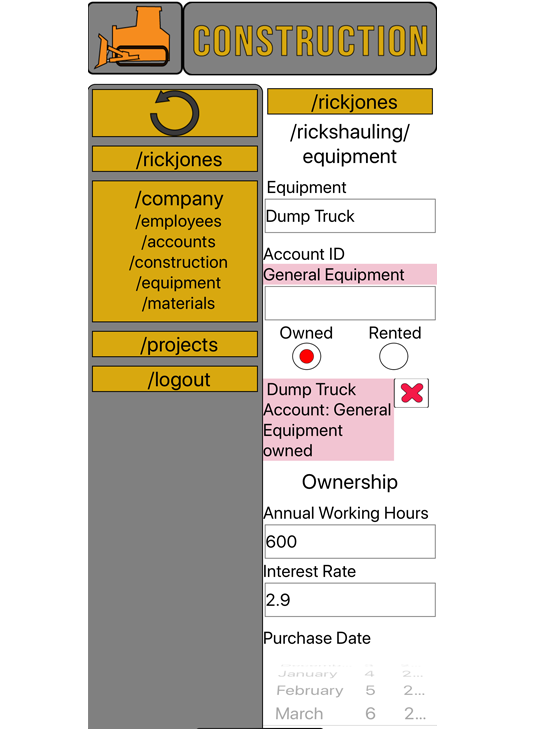 CONSTRUCTION
/rickjones
/company
/employees
/accounts
/construction
/equipment
/materials
/projects
/logout
/rickjones
/rickshauling/
equipment
Equipment
Dump Truck
Account ID
General Equipment
Owned Rented
Dump Truck
Account: General
Equipment
owned
Ownership
Annual Working Hours
600
Interest Rate
2.9
Purchase Date
January 4 2...
February 5 2...
March 6 2...